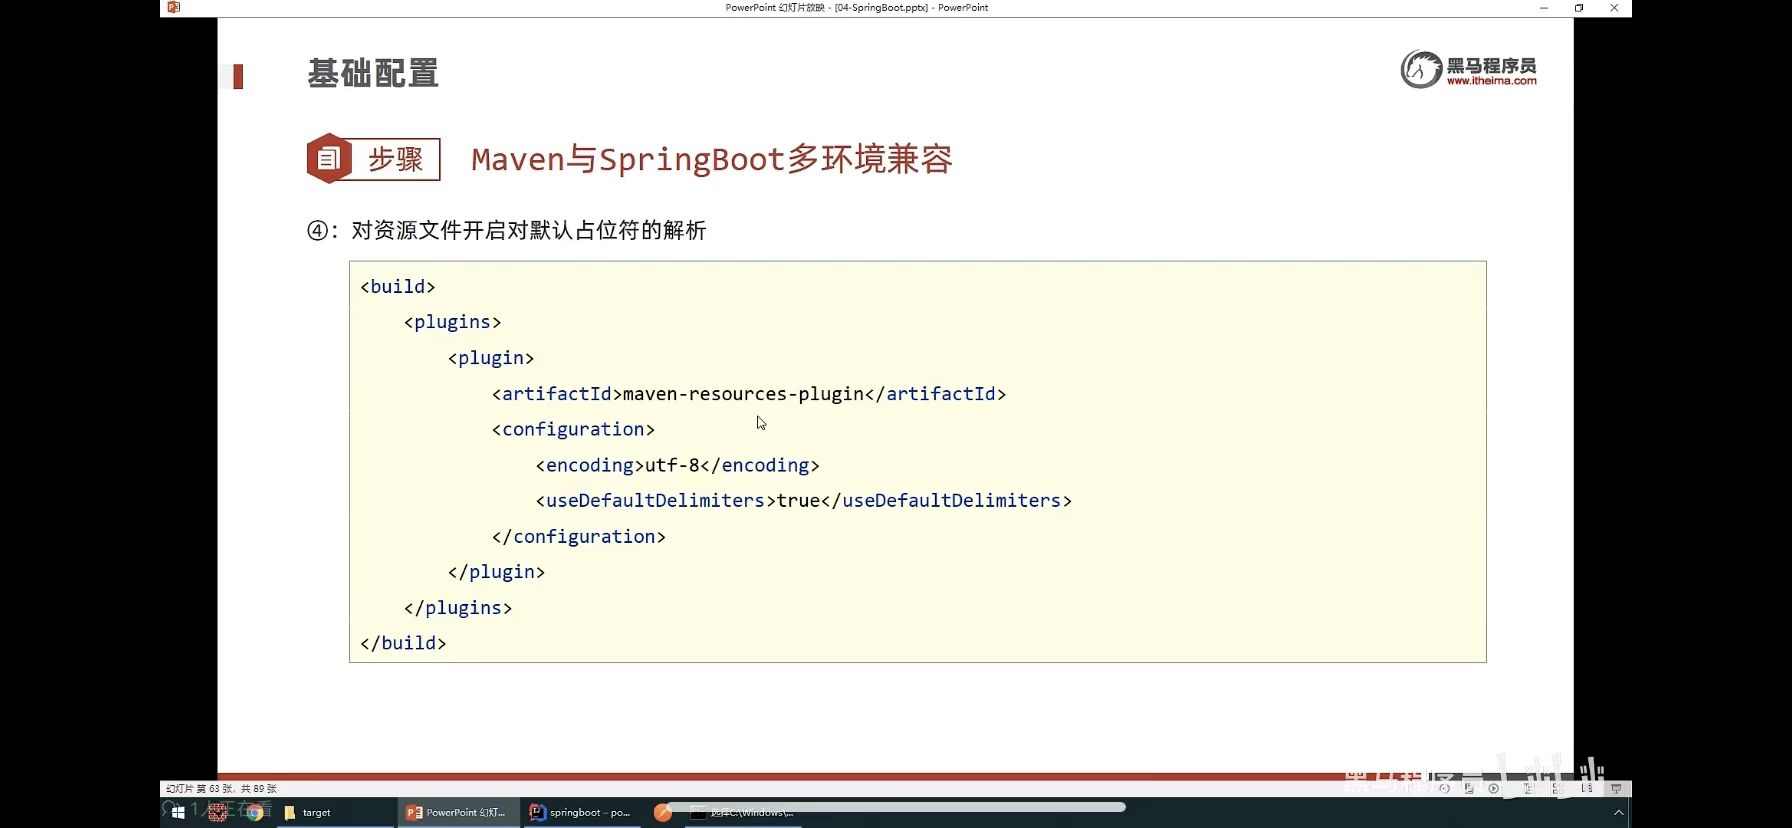 PowerPoint 幻灯片放映 - [04-SpringBoot.pptx] - PowerPoint
基础配置
黑马程序员
www.itheima.com
步骤
Maven与SpringBoot多环境兼容
④：对资源文件开启对默认占位符的解析
<build>
<plugins>
<plugin>
<artifactId>maven-resources-plugin</artifactId>
<configuration>
<encoding>utf-8</encoding>
<useDefaultDelimiters>true</useDefaultDelimiters>
</configuration>
</plugin>
</plugins>
</build>
黑马程序员
幻灯片 第 63 张，共 89 张
1人正在看
target
PowerPoint 幻灯...
springboot – po...
选择C:\Windows\...